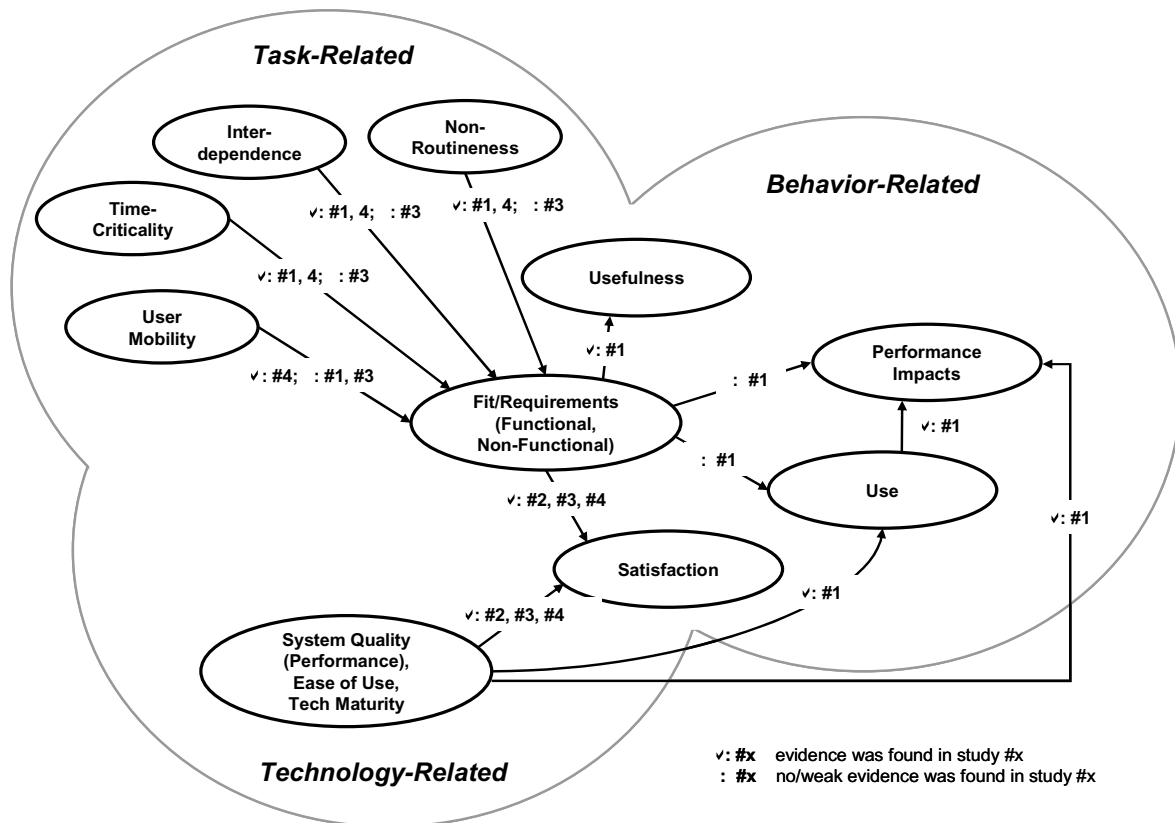 Task-Related
Inter-
dependence
Non-
Routineness
Behavior-Related
Time-
Criticality
✓: #1, 4;   : #3
✓: #1, 4;   : #3
Usefulness
✓: #1, 4;   : #3
User
Mobility
✓: #1
Performance
Impacts
✓: #4;   : #1, #3
: #1
Fit/Requirements
(Functional,
Non-Functional)
✓: #1
: #1
✓: #2, #3, #4
Use
✓: #1
Satisfaction
✓: #1
✓: #2, #3, #4
System Quality
(Performance),
Ease of Use,
Tech Maturity
Technology-Related
✓: #x evidence was found in study #x
: #x no/weak evidence was found in study #x